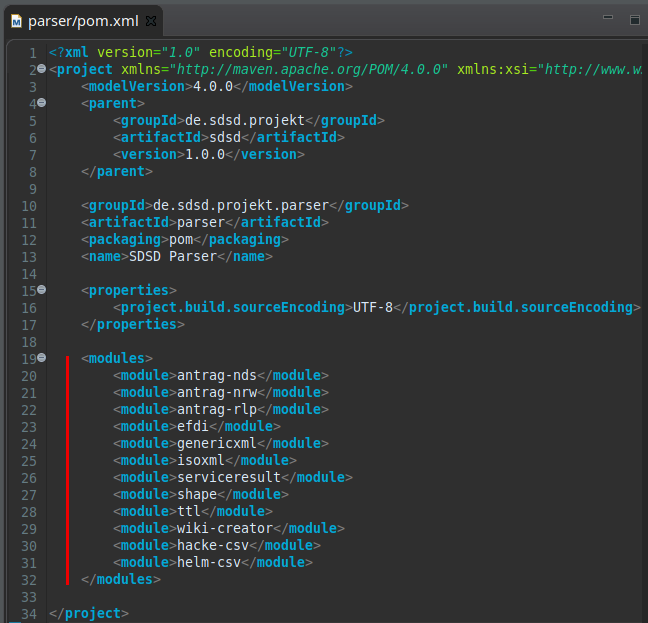 parser/pom.xml
1 <?xml version="1.0" encoding="UTF-8"?>
2 <project xmlns="http://maven.apache.org/POM/4.0.0" xmlns:xsi="http://www.w
3 <modelVersion>4.0.0</modelVersion>
4 <parent>
5 <groupId>de.sdsd.projekt</groupId>
6 <artifactId>sdsd</artifactId>
7 <version>1.0.0</version>
8 </parent>
9
10 <groupId>de.sdsd.projekt.parser</groupId>
11 <artifactId>parser</artifactId>
12 <packaging>pom</packaging>
13 <name>SDSD Parser</name>
14
15 <properties>
16 <project.build.sourceEncoding>UTF-8</project.build.sourceEncoding>
17 </properties>
18
19 <modules>
20 <module>antrag-nds</module>
21 <module>antrag-nrw</module>
22 <module>antrag-rlp</module>
23 <module>efdi</module>
24 <module>genericxml</module>
25 <module>isoxml</module>
26 <module>serviceresult</module>
27 <module>shape</module>
28 <module>ttl</module>
29 <module>wiki-creator</module>
30 <module>hacke-csv</module>
31 <module>helm-csv</module>
32 </modules>
33
34 </project>